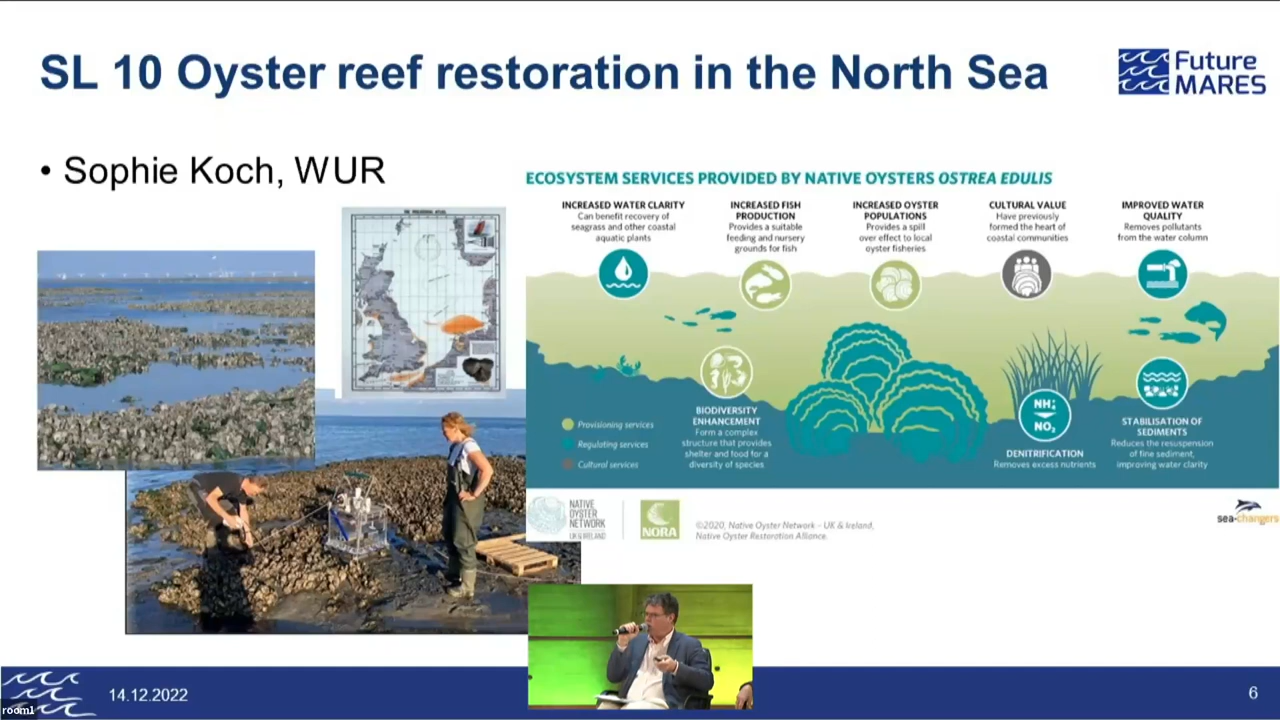 SL 10 Oyster reef restoration in the North Sea
Future
MARES
• Sophie Koch, WUR
ECOSYSTEM SERVICES PROVIDED BY NATIVE OYSTERS OSTREA EDULIS
INCREASED WATER CLARITY
Can benefit recovery of
seagrass and other coastal
aquatic plants
INCREASED FISH
PRODUCTION
Provides a suitable
feeding and nursery
grounds for fish
INCREASED OYSTER
POPULATIONS
Provides a spill
over effect to local
oyster fisheries
CULTURAL VALUE
Have previously
formed the heart of
coastal communities
IMPROVED WATER
QUALITY
Removes pollutants
from the water column
Provisioning services
Regulating services
Cultural services
BIODIVERSITY
ENHANCEMENT
Form a complex
structure that provides
shelter and food for a
diversity of species
DENITRIFICATION
Removes excess nutrients
STABILISATION OF
SEDIMENTS
Reduces the resuspension
of fine sediment,
improving water clarity
NATIVE
OYSTER
NETWORK
UK & IRELAND
NORA
©2020, Native Oyster Network – UK & Ireland,
Native Oyster Restoration Alliance.
sea-changers
14.12.2022
6
room1